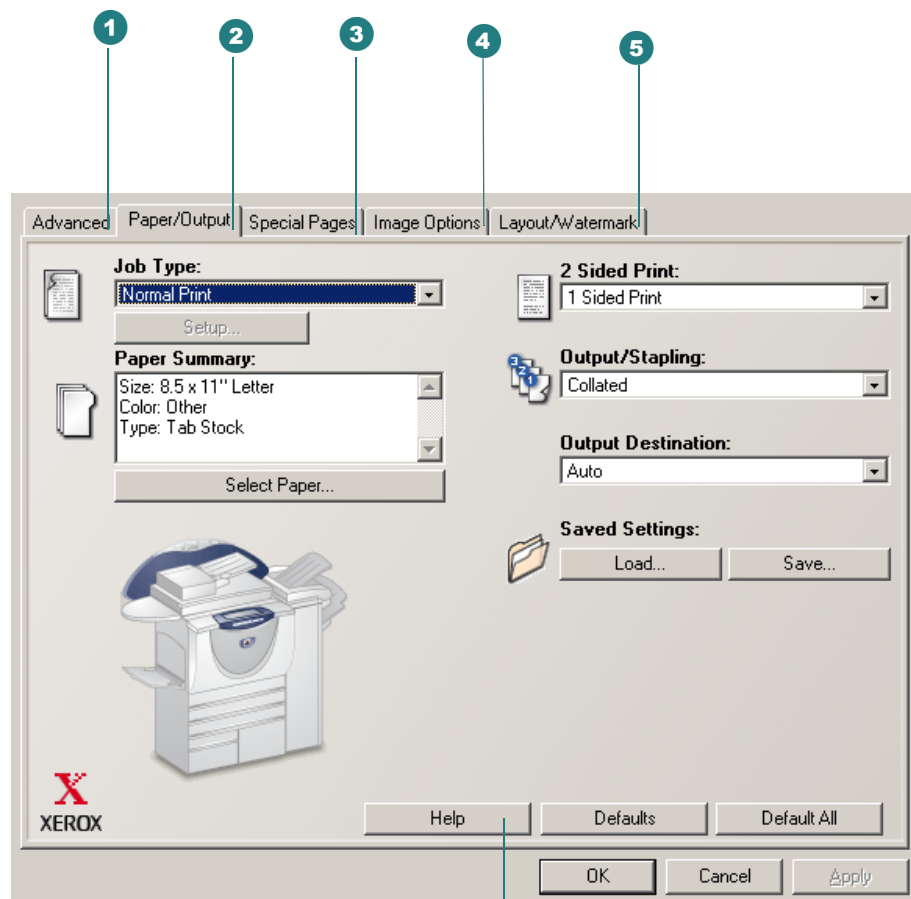 1
2
3
4
5
Advanced Paper/Output Special Pages Image Options Layout/Watermark
Job Type:
Normal Print
Setup...
Paper Summary:
Size: 8.5 x 11" Letter
Color: Other
Type: Tab Stock
Select Paper...
2 Sided Print:
1 Sided Print
3
2
1
Output/Stapling:
Collated
Output Destination:
Auto
Saved Settings:
Load... Save...
X
XEROX
Help Defaults Default All
OK Cancel Apply